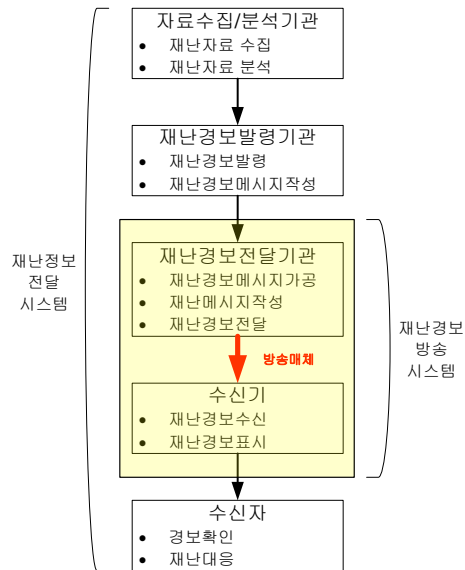 자료수집/분석기관
• 재난자료 수집
• 재난자료 분석
재난경보발령기관
• 재난경보발령
• 재난경보메시지작성
재난경보전달기관
• 재난경보메시지가공
• 재난메시지작성
• 재난경보전달
방송매체
수신기
• 재난경보수신
• 재난경보표시
수신자
• 경보확인
• 재난대응
재난정보
전달
시스템
재난경보
방송
시스템